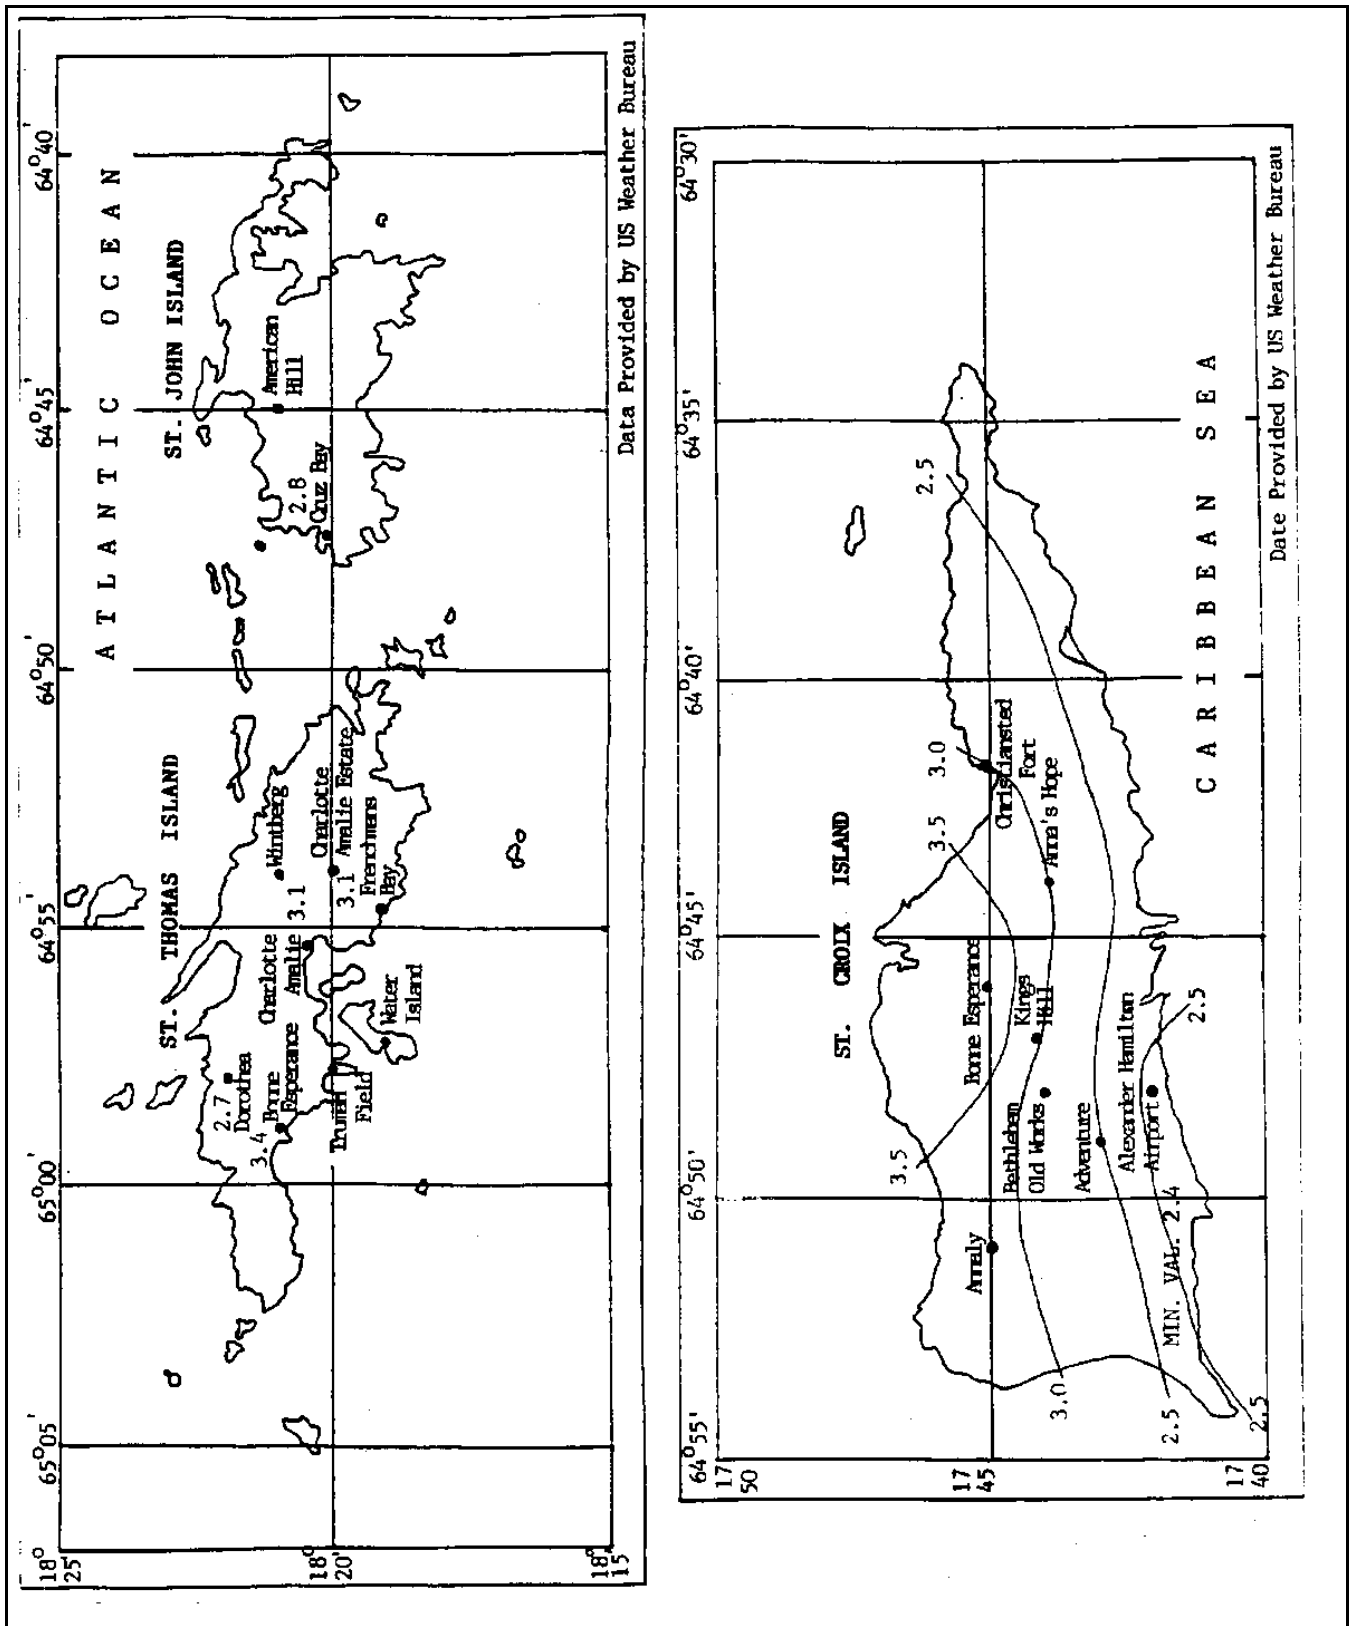 ATLANTIC OCEAN
65°05'
65°00'
64°55'
64°50'
64°45'
64°40'
18°
25'
18°
20'
18°
15'
ST. THOMAS ISLAND
ST. JOHN ISLAND
2.7
Dorothea
3.4
Bonne
Esperance
Charlotte
Amalie
3.1
Wintberg
Charlotte
Amalie Estate
3.1
Frenchmans
Bay
Truman
Field
Water
Island
2.8
Cruz Bay
American
Hill
Data Provided by US Weather Bureau
64°55'
64°50'
64°45'
64°40'
64°35'
64°30'
17
50
17
45
17
40
ST. CROIX ISLAND
3.5
3.5
3.0
2.5
Annaly
Bonne Esperance
Christiansted
Fort
Kings
Hill
Anna's Hope
Bethlehem
Old Works
Adventure
Alexander Hamilton
Airport
3.0
2.5
MIN. VAL. 2.4
2.5
2.5
CARIBBEAN SEA
Date Provided by US Weather Bureau